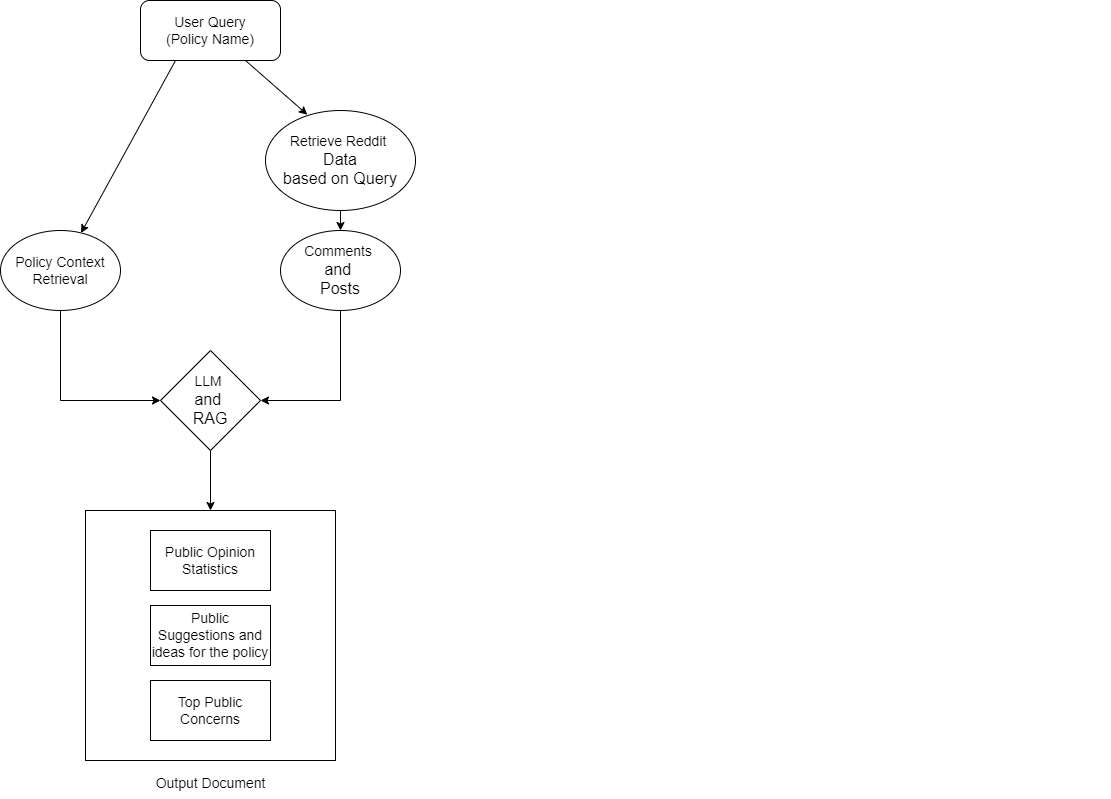 User Query
(Policy Name)
Retrieve Reddit
Data
based on Query
Policy Context
Retrieval
Comments
and
Posts
LLM
and
RAG
Public Opinion
Statistics
Public
Suggestions and
ideas for the policy
Top Public
Concerns
Output Document